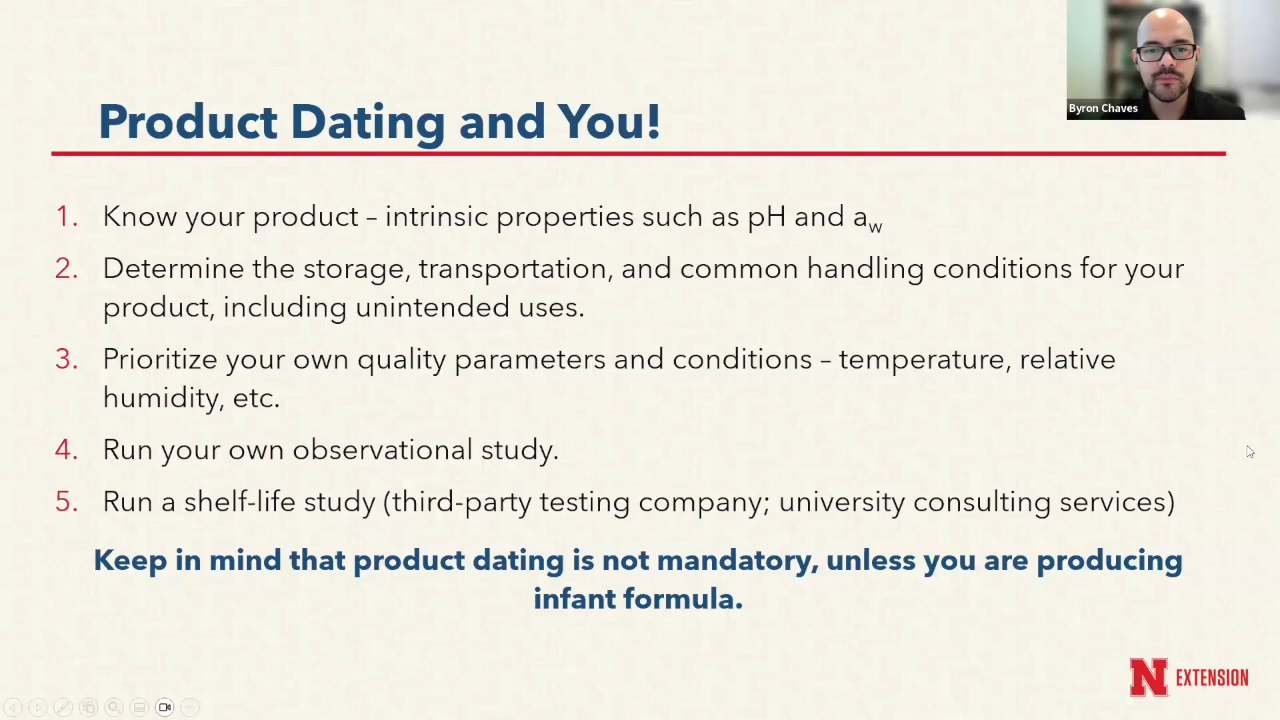 Byron Chaves
Product Dating and You!
1. Know your product – intrinsic properties such as pH and aw
2. Determine the storage, transportation, and common handling conditions for your
product, including unintended uses.
3. Prioritize your own quality parameters and conditions – temperature, relative
humidity, etc.
4. Run your own observational study.
5. Run a shelf-life study (third-party testing company; university consulting services)
Keep in mind that product dating is not mandatory, unless you are producing
infant formula.
N EXTENSION